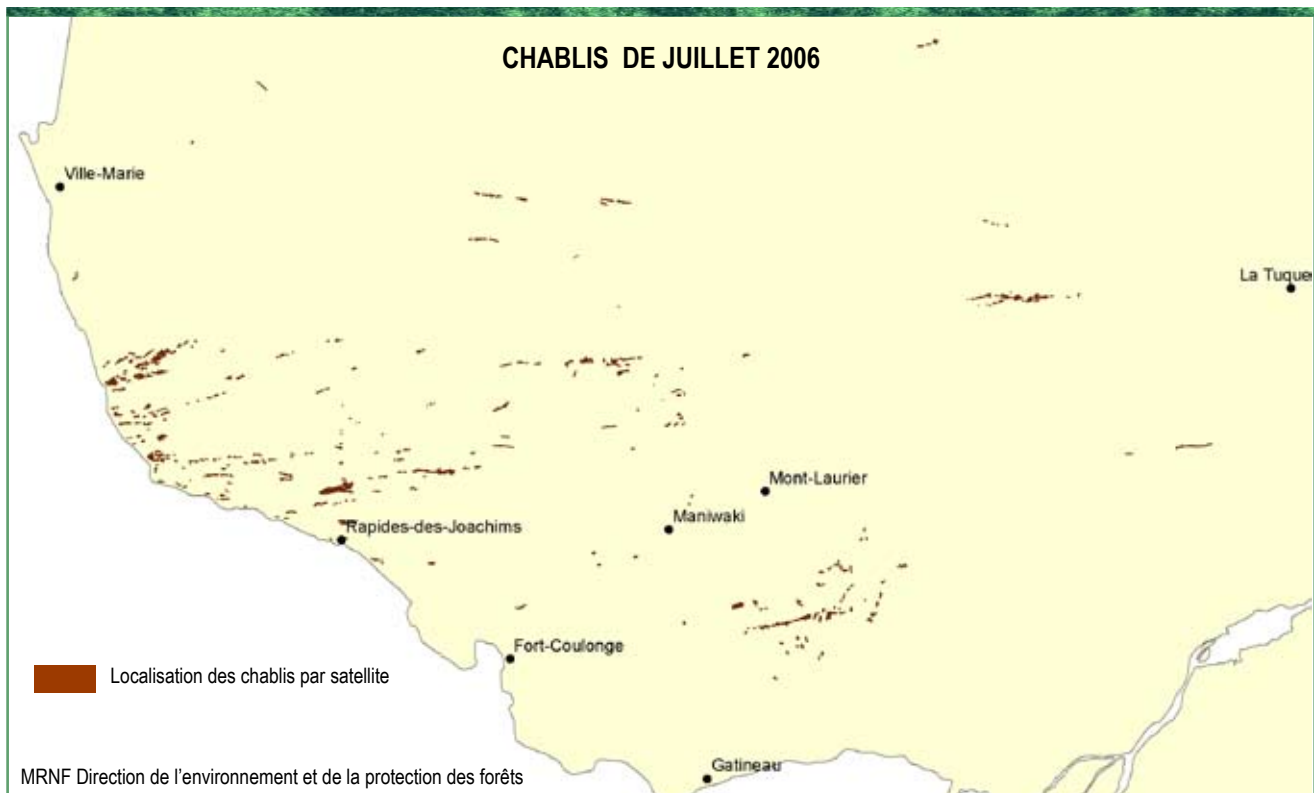 CHABLIS DE JUILLET 2006
Ville-Marie
La Tuque
Mont-Laurier
Maniwaki
Rapides-des-Joachims
Fort-Coulonge
Localisation des chablis par satellite
Gatineau
MRNF Direction de l'environnement et de la protection des forêts